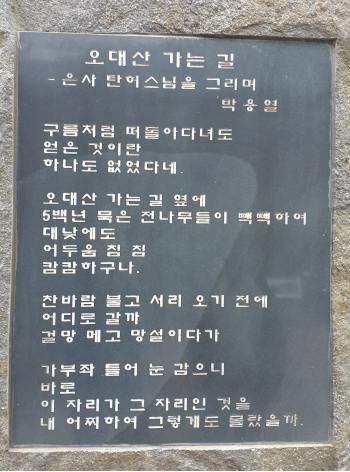 오대산 가는 길
- 은사 탄허스님을 그리며
박용열
구름처럼 떠돌아다녀도
얻은 것이란
하나도 없었다네.
오대산 가는 길 옆에
5백년 묵은 전나무들이 빽빽하여
대낮에도
어두움 침 침
캄캄하구나.
찬바람 불고 서리 오기 전에
어디로 갈까
걸망 메고 망설이다가
가부좌 틀어 눈 감으니
바로
이 자리가 그 자리인 것을
내 어찌하여 그렇게도 몰랐을까.